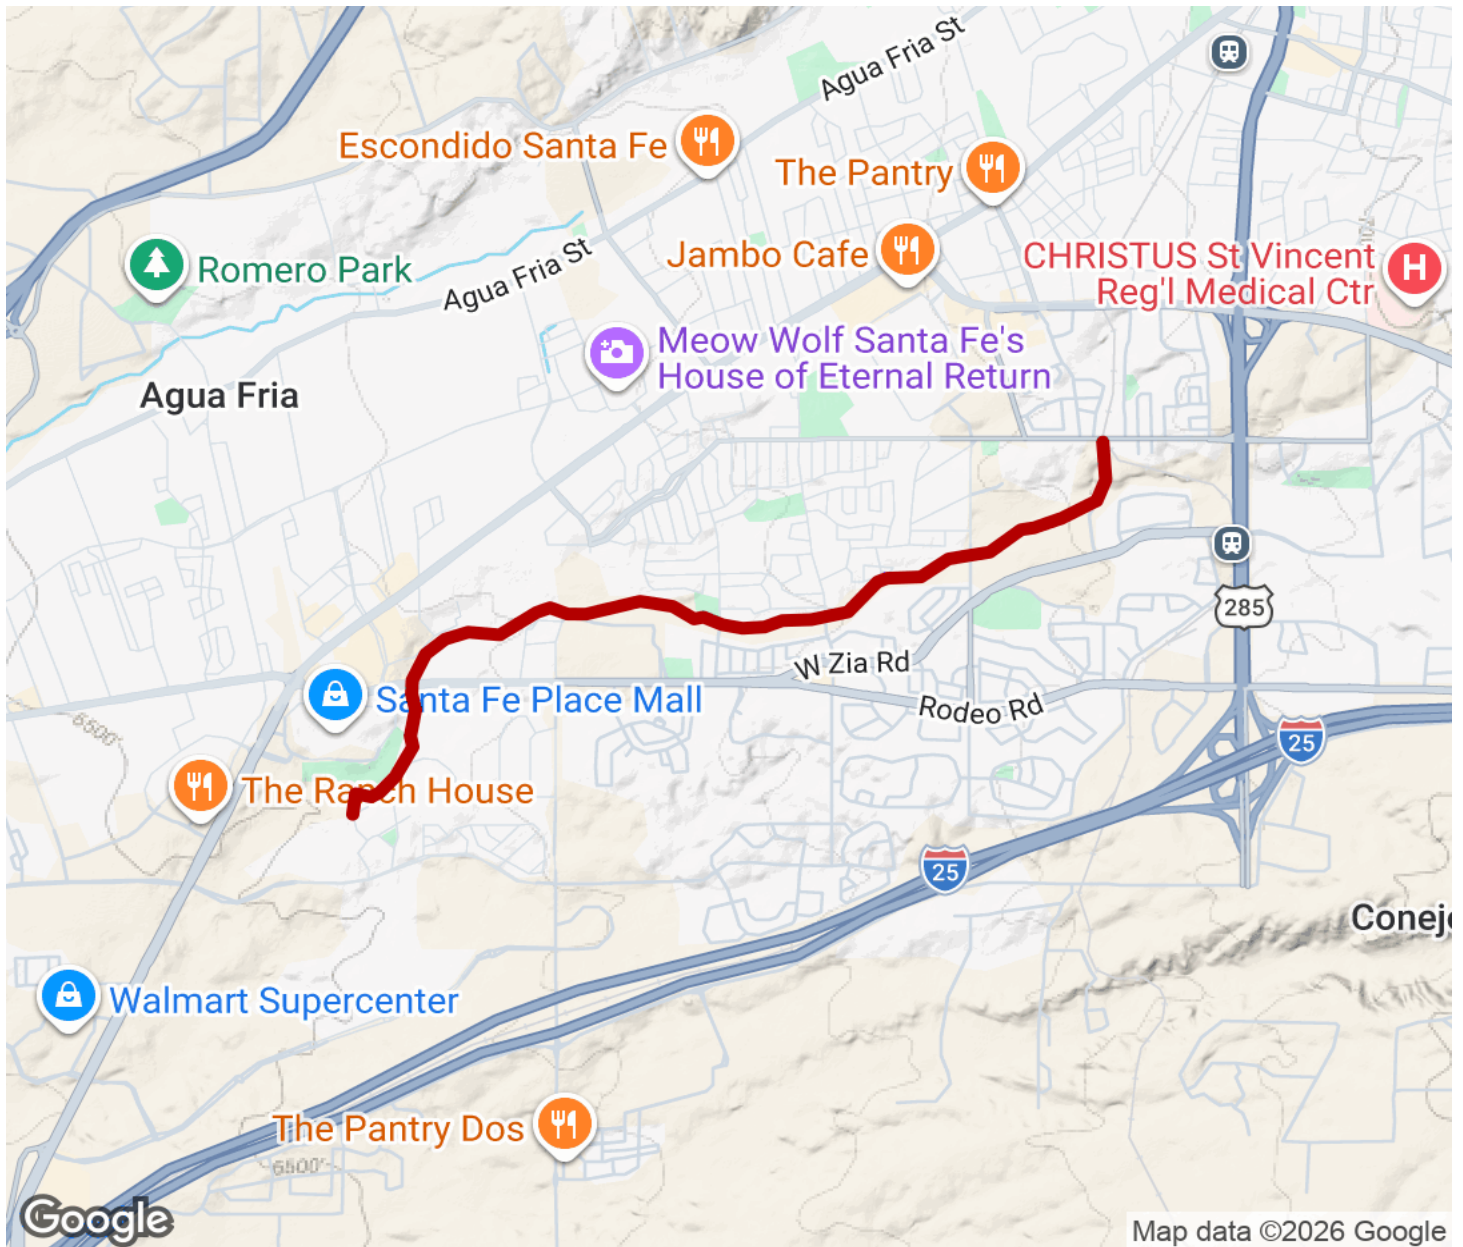 Agua Fria St
Escondido Santa Fe
The Pantry
Jambo Cafe
CHRISTUS St Vincent
Reg'l Medical Ctr
Romero Park
Agua Fria St
Meow Wolf Santa Fe's
House of Eternal Return
Agua Fria
285
W Zia Rd
Santa Fe Place Mall
Rodeo Rd
6500'
25
The Ranch House
25
Conejo
Walmart Supercenter
The Pantry Dos
6500'
Google
Map data ©2026 Google